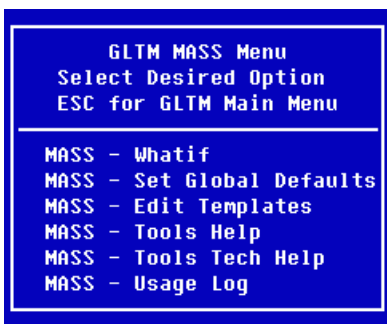 GLTM MASS Menu
Select Desired Option
ESC for GLTM Main Menu
MASS - Whatif
MASS - Set Global Defaults
MASS - Edit Templates
MASS - Tools Help
MASS - Tools Tech Help
MASS - Usage Log